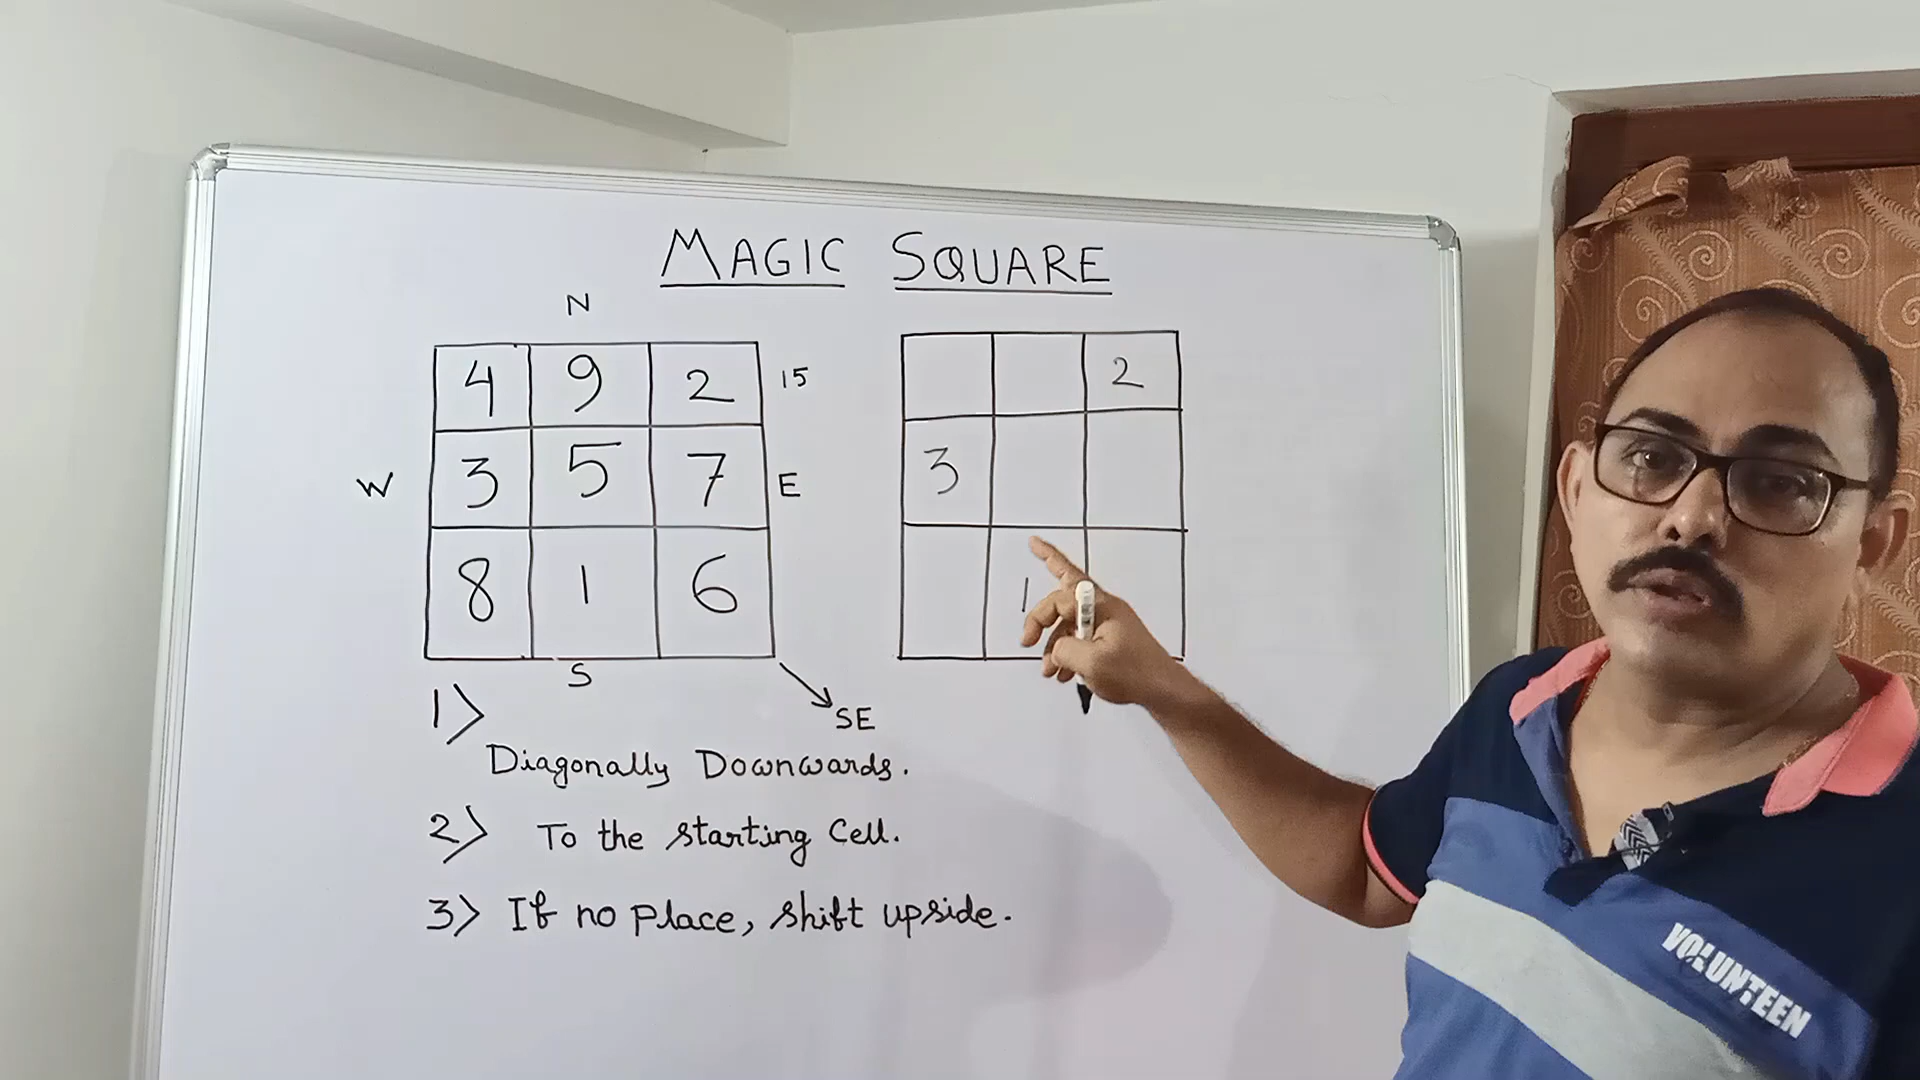 MAGIC SQUARE
N
4 9 2 15
W 3 5 7 E
8 1 6
S
SE
2
3
1
1> Diagonally Downwards.
2> To the starting Cell.
3> If no place, shift upside.
VOLUNTEEN